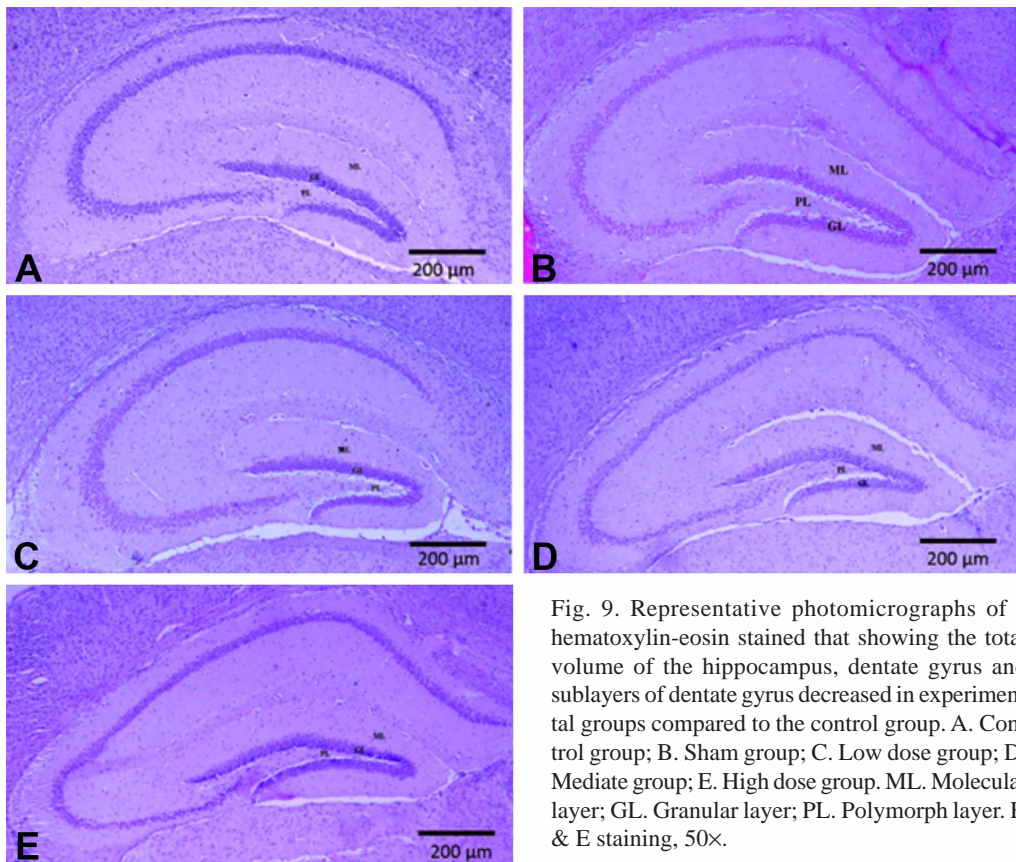 ML
GL
PL
A
200 µm
ML
PL
GL
B
200 µm
ML
GL
PL
C
200 µm
ML
PL
GL
D
200 µm
ML
GL
PL
E
200 µm
Fig. 9. Representative photomicrographs of
hematoxylin-eosin stained that showing the total
volume of the hippocampus, dentate gyrus and
sublayers of dentate gyrus decreased in experimen
tal groups compared to the control group. A. Con
trol group; B. Sham group; C. Low dose group; D
Mediate group; E. High dose group. ML. Molecula
layer; GL. Granular layer; PL. Polymorph layer.
& E staining, 50×.